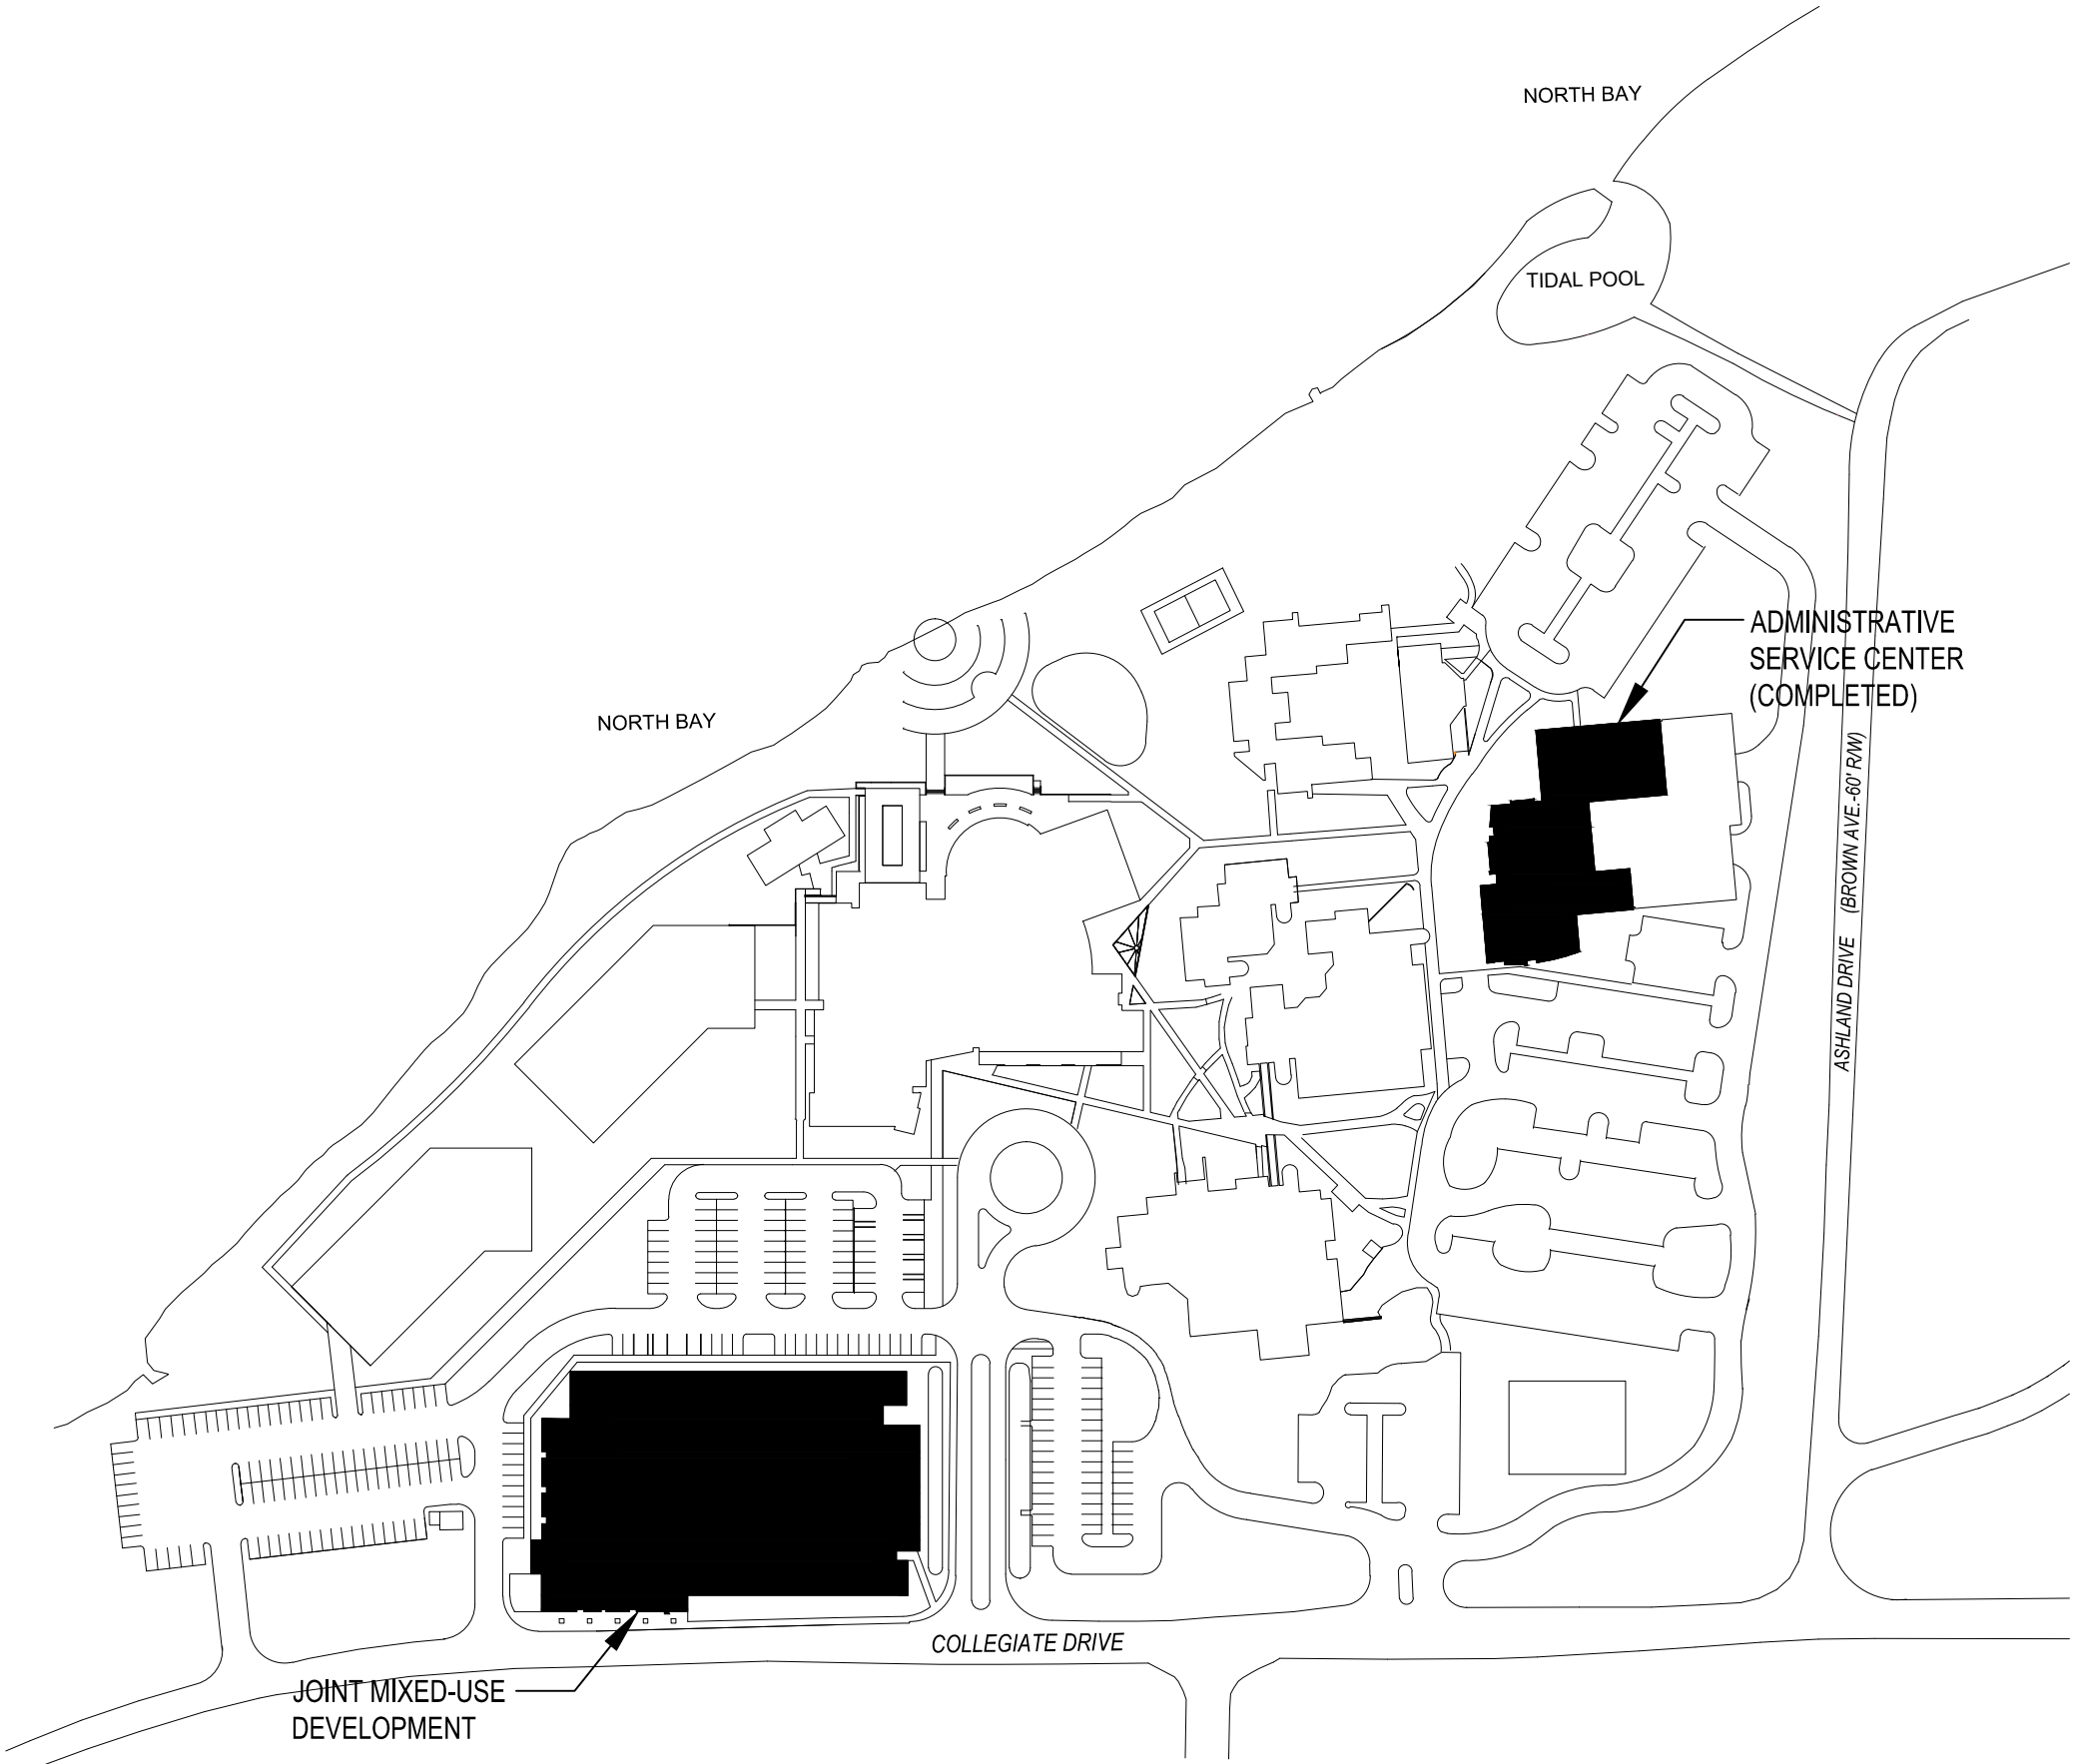 NORTH BAY
TIDAL POOL
ADMINISTRATIVE
SERVICE CENTER
(COMPLETED)
NORTH BAY
ASHLAND DRIVE (BROWN AVE.-60' R/W)
COLLEGIATE DRIVE
JOINT MIXED-USE
DEVELOPMENT